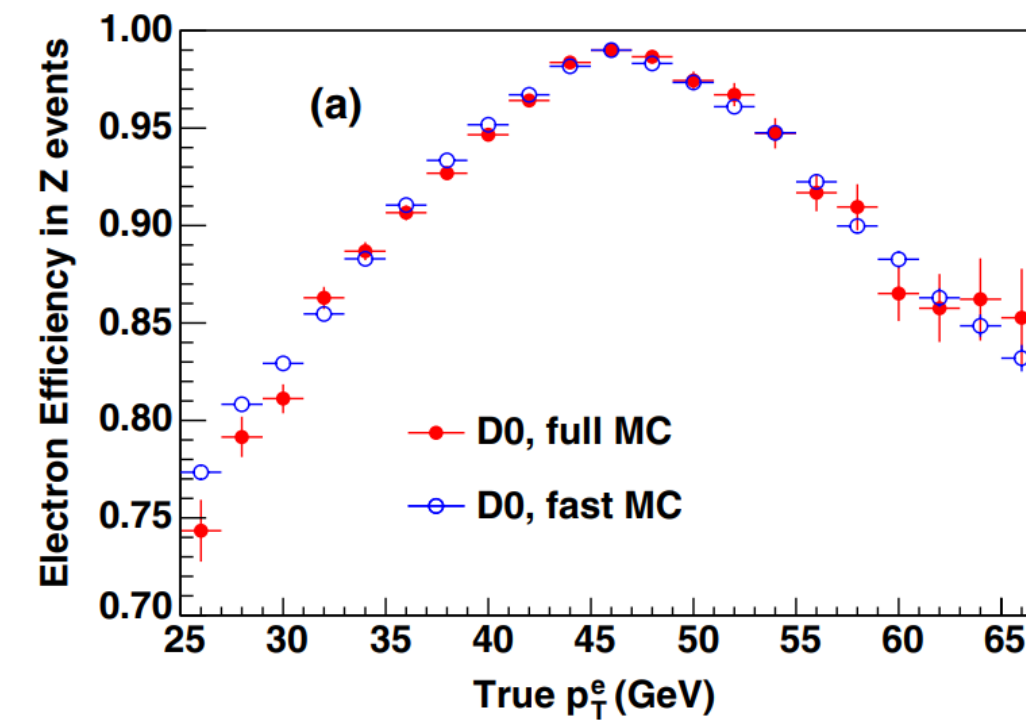 1.00
0.95
0.90
0.85
0.80
0.75
0.70
Electron Efficiency in Z events
(a)
D0, full MC
D0, fast MC
25 30 35 40 45 50 55 60 65
True p_T^e (GeV)